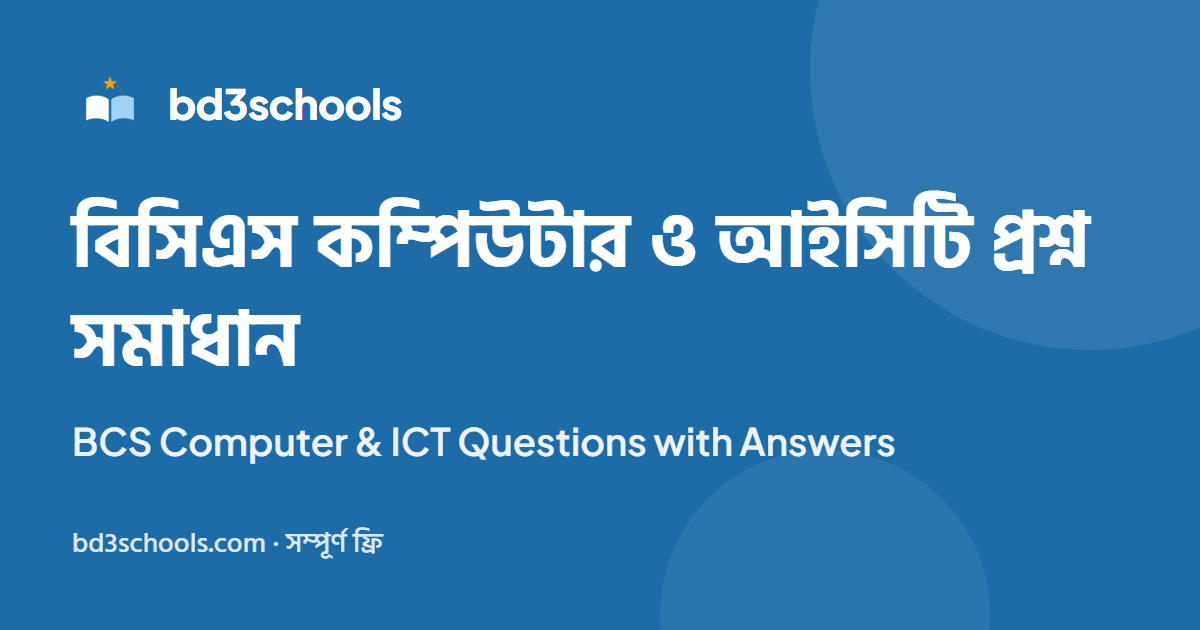 bd3schools
বিসিএস কম্পিউটার ও আইসিটি প্রশ্ন
সমাধান
BCS Computer & ICT Questions with Answers
bd3schools.com · সম্পূর্ণ ফ্রি